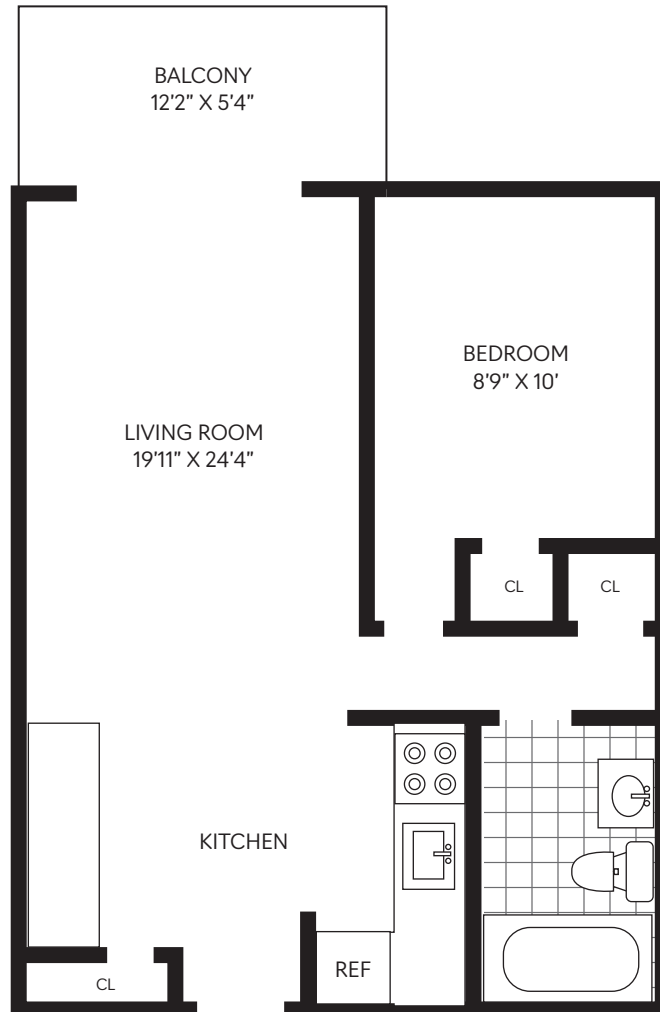 BALCONY
12'2" X 5'4"
BEDROOM
8'9" X 10'
LIVING ROOM
19'11" X 24'4"
CL
CL
KITCHEN
REF
CL